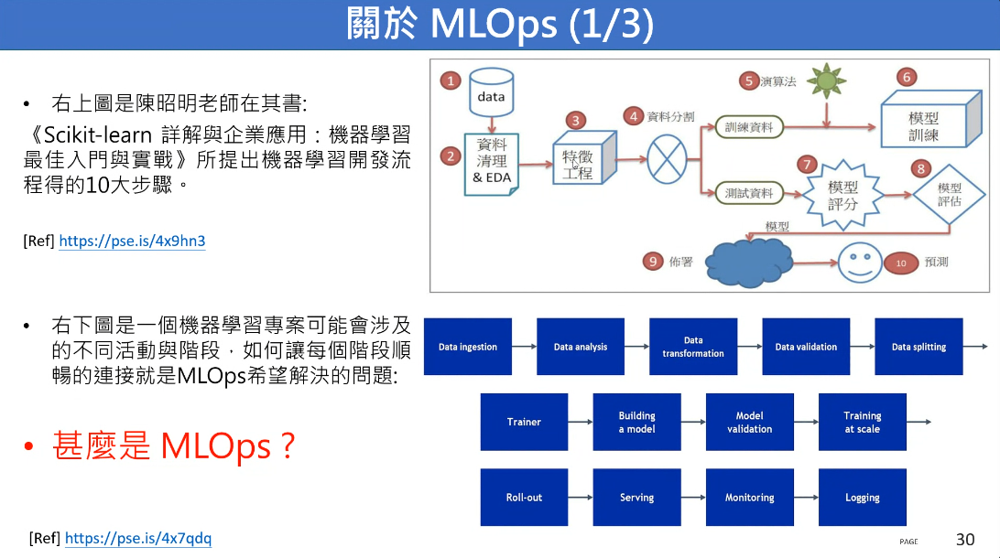 關於 MLOps (1/3)
• 右上圖是陳昭明老師在其書:
《Scikit-learn 詳解與企業應用：機器學習
最佳入門與實戰》所提出機器學習開發流
程得的10大步驟。
[Ref] https://pse.is/4x9hn3
• 右下圖是一個機器學習專案可能會涉及
的不同活動與階段，如何讓每個階段順
暢的連接就是MLOps希望解決的問題:
• 甚麼是 MLOps？
[Ref] https://pse.is/4x7qdq
1
data
2
資料
清理
& EDA
3
特徵
工程
4
資料分割
訓練資料
測試資料
5
演算法
6
模型
訓練
7
模型
評分
8
模型
評估
模型
9
佈署
10
預測
Data ingestion
Data analysis
Data
transformation
Data validation
Data splitting
Trainer
Building
a model
Model
validation
Training
at scale
Roll-out
Serving
Monitoring
Logging
PAGE
30